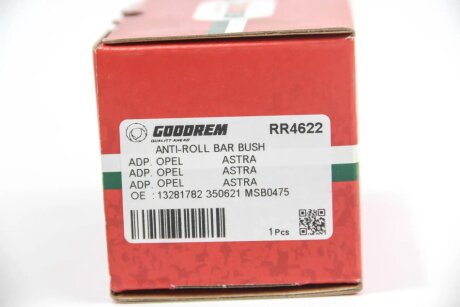 GOODREM
QUALITY AHEAD
RR4622
ANTI-ROLL BAR BUSH
ADP. OPEL ASTRA
ADP. OPEL ASTRA
ADP. OPEL ASTRA
OE : 13281782 350621 MSB0475
1 Pcs